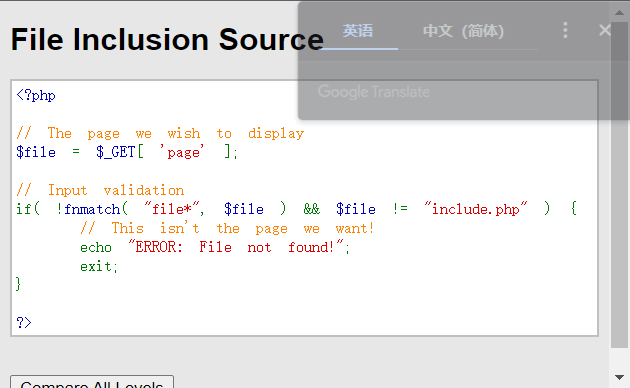 File Inclusion Source
英语 中文（简体）
Google Translate
<?php
// The page we wish to display
$file = $_GET[ 'page' ];
// Input validation
if( !fnmatch( "file*", $file ) && $file != "include.php" ) {
// This isn't the page we want!
echo "ERROR: File not found!";
exit;
}
?>
Compare All Levels